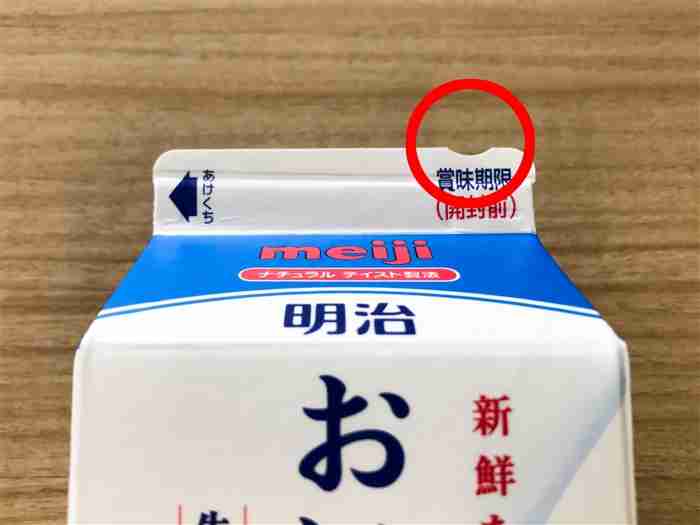 あけくち
賞味期限
(開封前)
meiji
ナチュラル テイスト製法
明治
お
新鮮